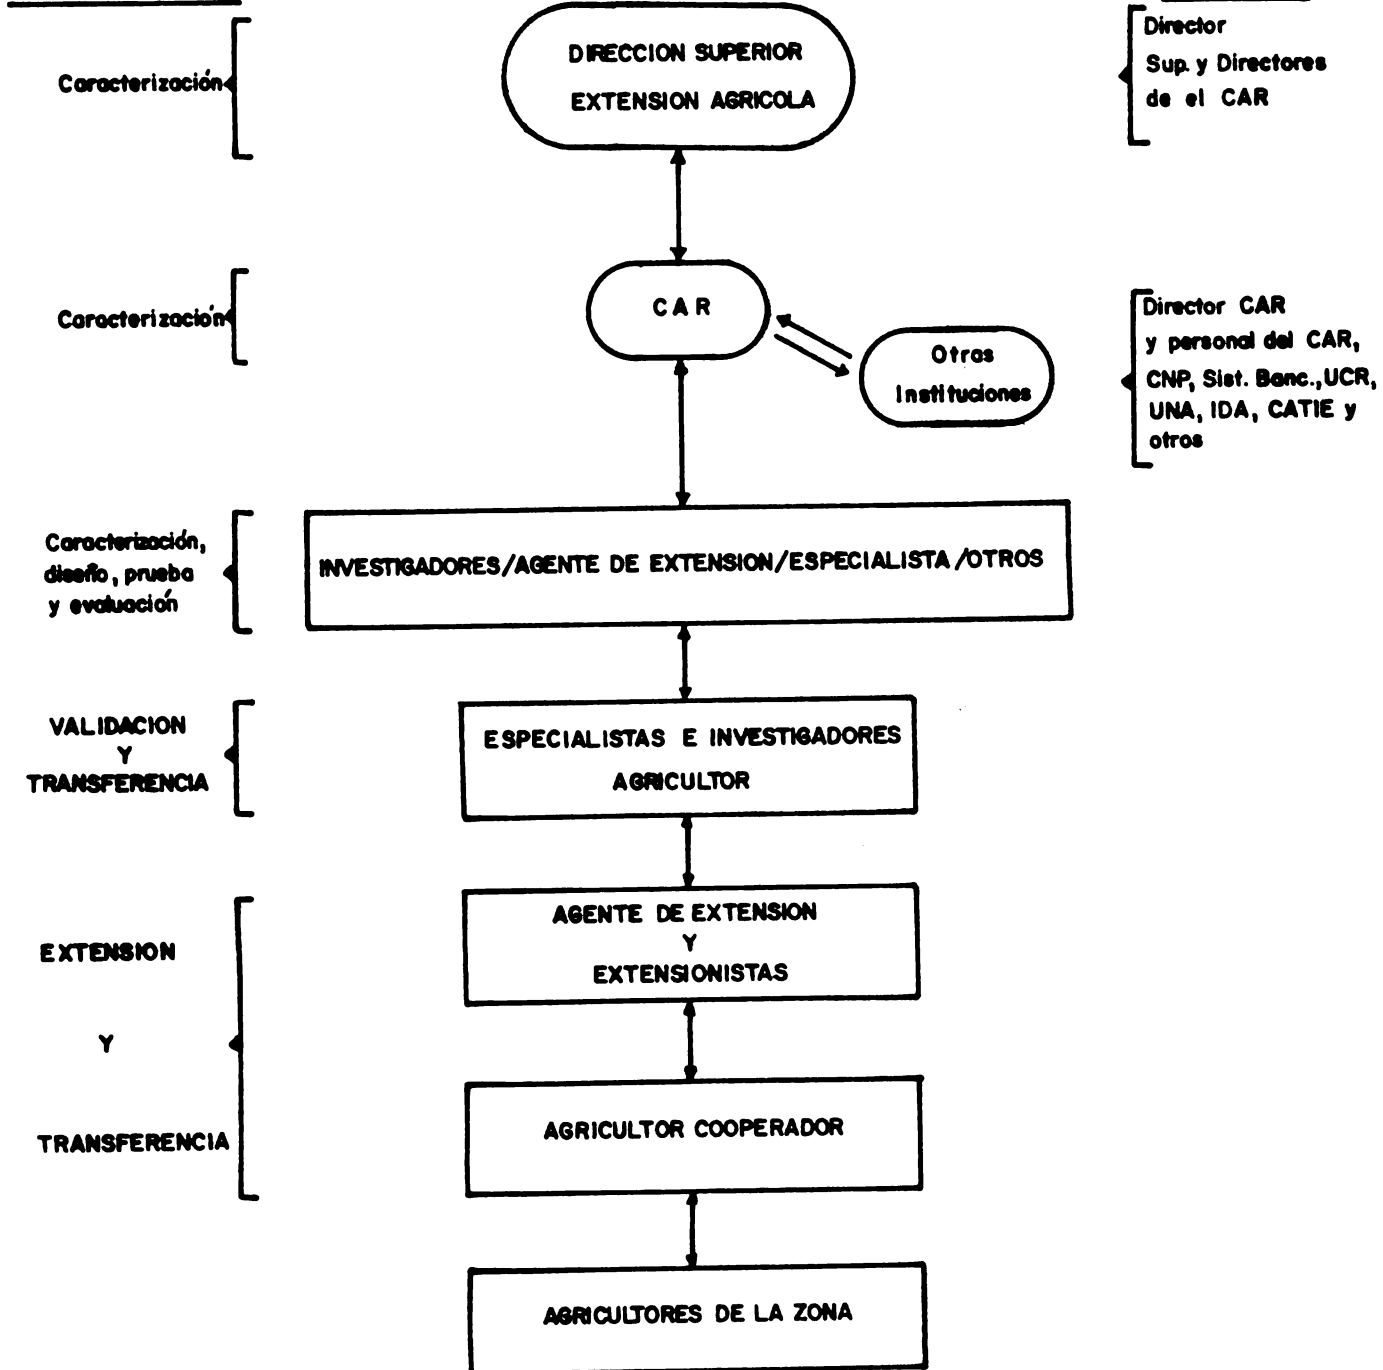 Caracterización
DIRECCION SUPERIOR
EXTENSION AGRICOLA
Director
Sup. y Directores
de el CAR
Caracterización
CAR
Otras
Instituciones
Director CAR
y personal del CAR,
CNP, Sist. Banc., UCR,
UNA, IDA, CATIE y
otros
Caracterización,
diseño, prueba
y evaluación
INVESTIGADORES/AGENTE DE EXTENSION/ESPECIALISTA/OTROS
VALIDACION
Y
TRANSFERENCIA
ESPECIALISTAS E INVESTIGADORES
AGRICULTOR
EXTENSION
Y
TRANSFERENCIA
AGENTE DE EXTENSION
Y
EXTENSIONISTAS
AGRICULTOR COOPERADOR
AGRICULTORES DE LA ZONA